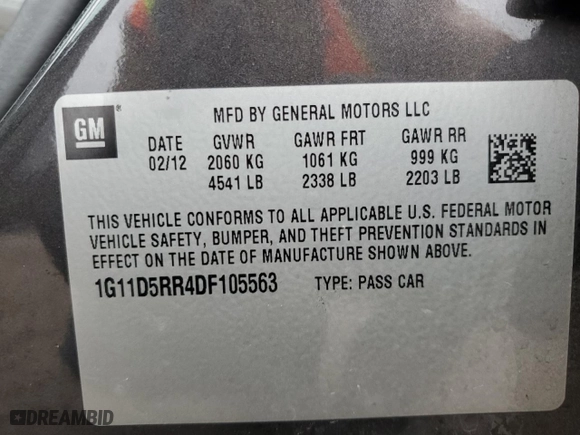 GM
MFD BY GENERAL MOTORS LLC
DATE GVWR GAWR FRT GAWR RR
02/12 2060 KG 1061 KG 999 KG
4541 LB 2338 LB 2203 LB
THIS VEHICLE CONFORMS TO ALL APPLICABLE U.S. FEDERAL MOTOR
VEHICLE SAFETY, BUMPER, AND THEFT PREVENTION STANDARDS IN
EFFECT ON THE DATE OF MANUFACTURE SHOWN ABOVE.
1G11D5RR4DF105563 TYPE: PASS CAR
DREAMBID